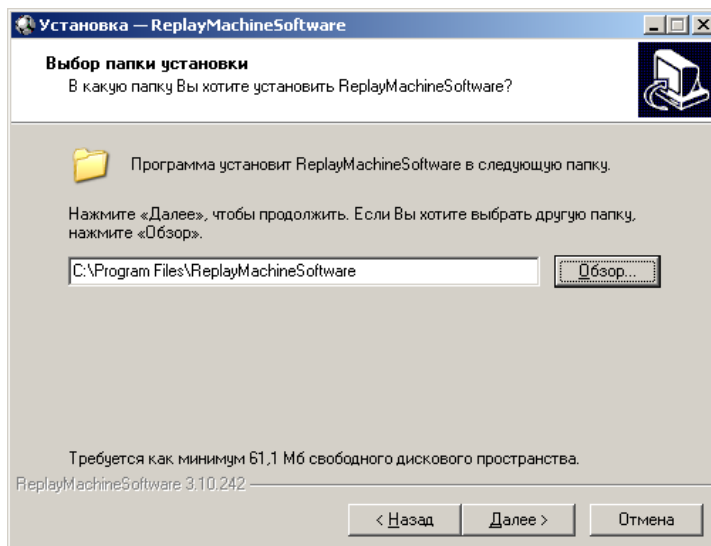 Установка — ReplayMachineSoftware
Выбор папки установки
В какую папку Вы хотите установить ReplayMachineSoftware?
Программа установит ReplayMachineSoftware в следующую папку.
Нажмите «Далее», чтобы продолжить. Если Вы хотите выбрать другую папку,
нажмите «Обзор».
C:\Program Files\ReplayMachineSoftware
Обзор...
Требуется как минимум 61,1 Мб свободного дискового пространства.
ReplayMachineSoftware 3.10.242
< Назад Далее > Отмена